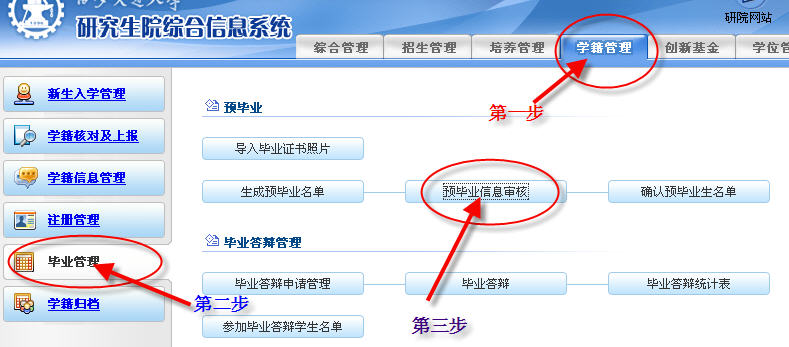 研究生院综合信息系统
研院网站
综合管理 招生管理 培养管理 学籍管理 创新基金 学位管
第一步
新生入学管理
学籍核对及上报
学籍信息管理
注册管理
毕业管理
学籍归档
第二步
预毕业
导入毕业证书照片
生成预毕业名单 预毕业信息审核 确认预毕业生名单
毕业答辩管理
毕业答辩申请管理 毕业答辩 毕业答辩统计表
第三步
参加毕业答辩学生名单